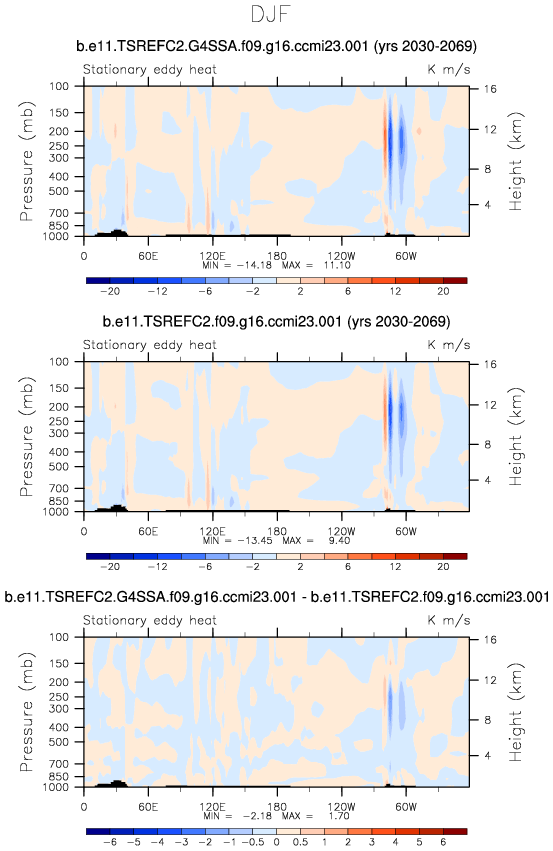 DJF
b.e11.TSREFC2.G4SSA.f09.g16.ccmi23.001 (yrs 2030-2069)
Stationary eddy heat K m/s
Pressure (mb)
100
150
200
250
300
400
500
700
850
1000
16
12
8
4
Height (km)
0 60E 120E 180 120W 60W
MIN = -14.18 MAX = 11.10
-20 -12 -6 -2 2 6 12 20
b.e11.TSREFC2.f09.g16.ccmi23.001 (yrs 2030-2069)
Stationary eddy heat K m/s
Pressure (mb)
100
150
200
250
300
400
500
700
850
1000
16
12
8
4
Height (km)
0 60E 120E 180 120W 60W
MIN = -13.45 MAX = 9.40
-20 -12 -6 -2 2 6 12 20
b.e11.TSREFC2.G4SSA.f09.g16.ccmi23.001 - b.e11.TSREFC2.f09.g16.ccmi23.001
Stationary eddy heat K m/s
Pressure (mb)
100
150
200
250
300
400
500
700
850
1000
16
12
8
4
Height (km)
0 60E 120E 180 120W 60W
MIN = -2.18 MAX = 1.70
-6 -5 -4 -3 -2 -1 -0.5 0 0.5 1 2 3 4 5 6